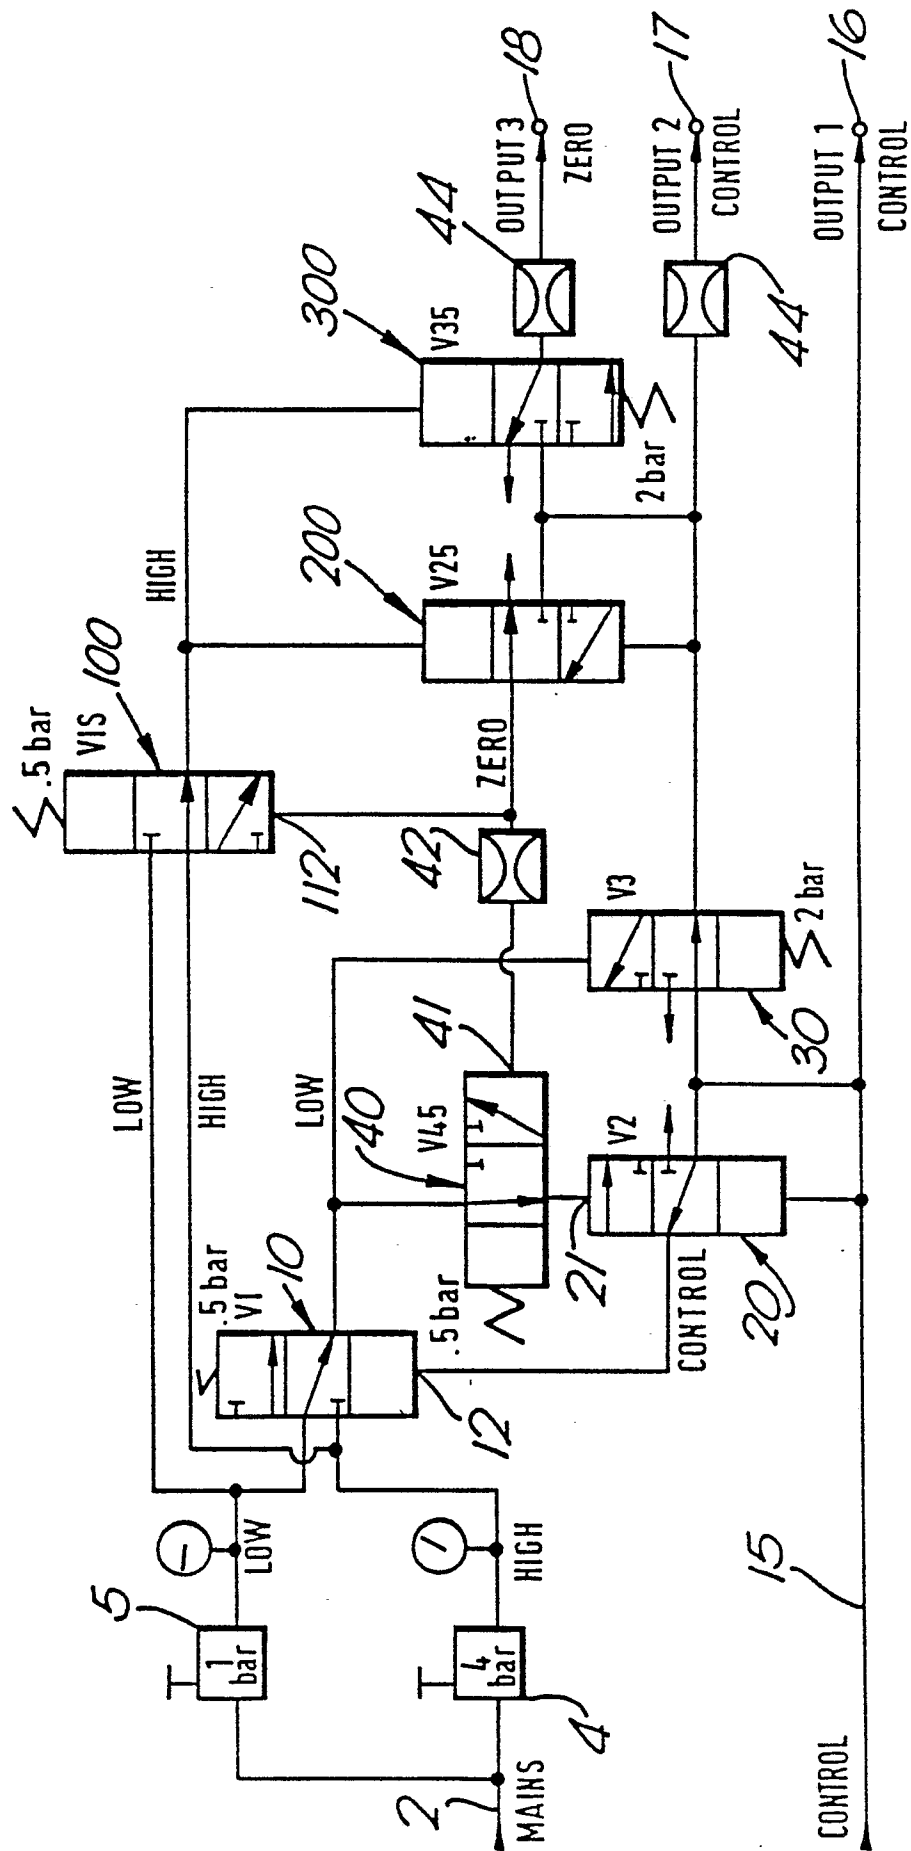 MAINS
2
4
4
bar
HIGH
5
1
bar
LOW
LOW
HIGH
.5 bar
V1
10
12
.5 bar
V1S
100
112
HIGH
LOW
40
V45
41
.5 bar
21
V2
20
CONTROL
V3
2 bar
30
42
ZERO
200
V25
300
V35
2 bar
44
44
OUTPUT 3
ZERO
18
OUTPUT 2
CONTROL
17
OUTPUT 1
CONTROL
16
CONTROL
15